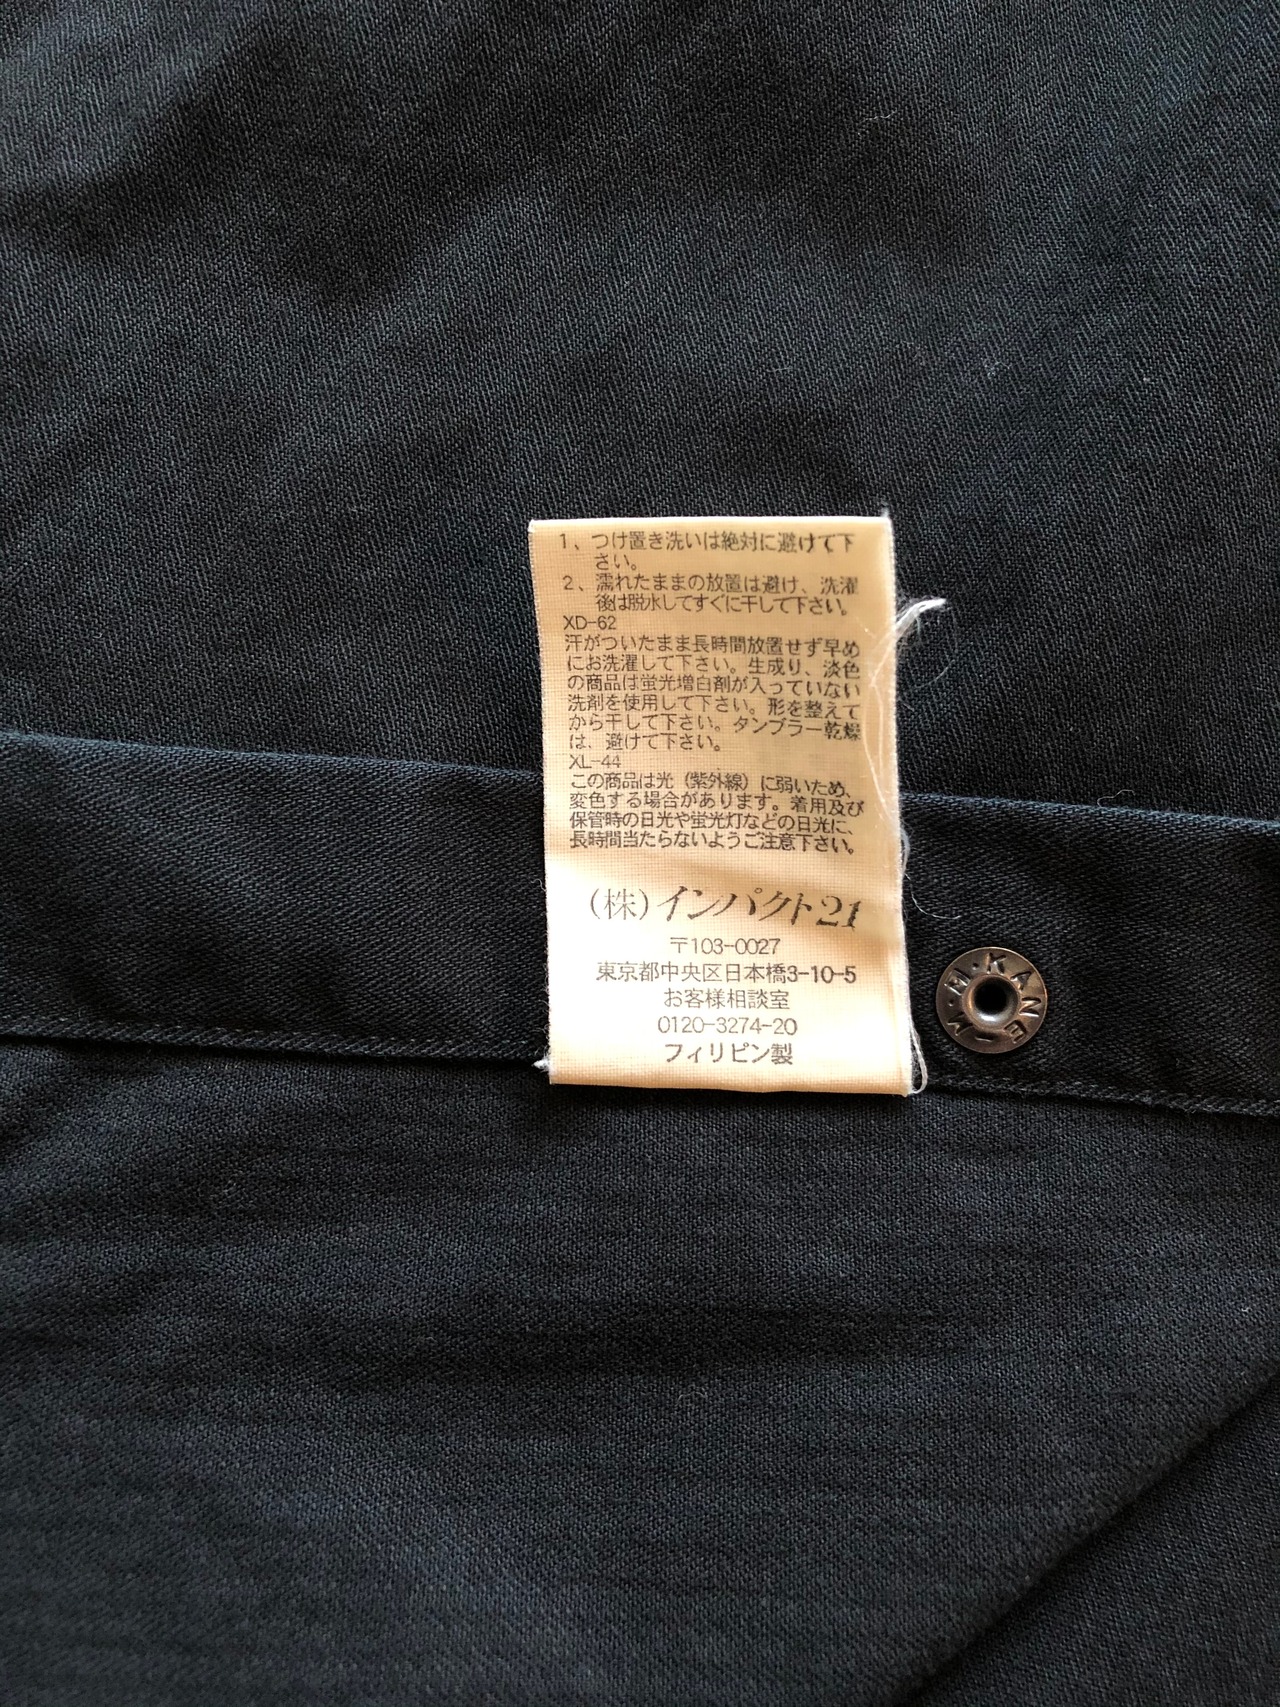 1、つけ置き洗いは絶対に避けて下
さい。
2、濡れたままの放置は避け、洗濯
後は脱水してすぐに干して下さい。
XD-62
汗がついたまま長時間放置せず早め
にお洗濯して下さい。生成り、淡色
の商品は蛍光増白剤が入っていない
洗剤を使用して下さい。形を整えて
から干して下さい。タンブラー乾燥
は、避けて下さい。
XL-44
この商品は光（紫外線）に弱いため、
変色する場合があります。着用及び
保管時の日光や蛍光灯などの日光に、
長時間当たらないようご注意下さい。
(株)インパクト21
〒103-0027
東京都中央区日本橋3-10-5
お客様相談室
0120-3274-20
フィリピン製
M·KANE